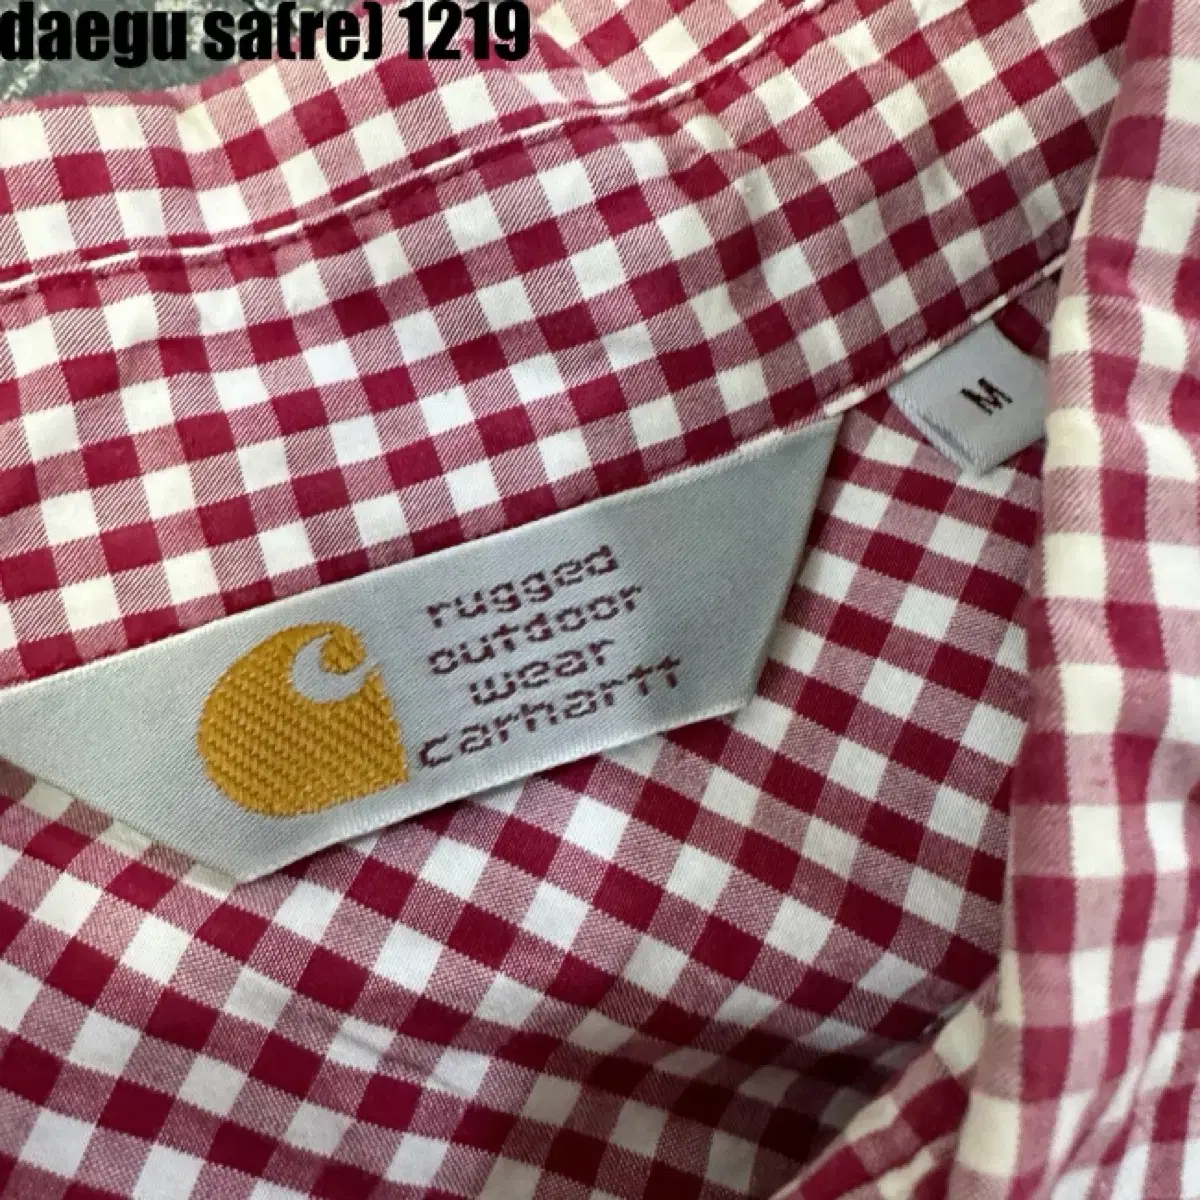 daegu sa(re) 1219
M
rugged
outdoor
wear
carhartt